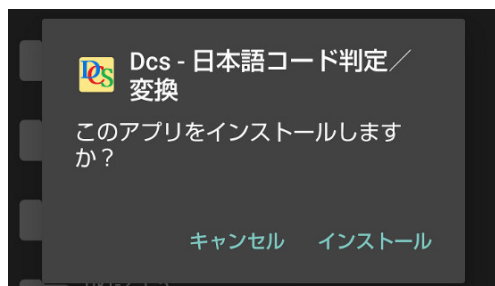 Dcs
Dcs - 日本語コード判定／
変換
このアプリをインストールします
か？
キャンセル インストール